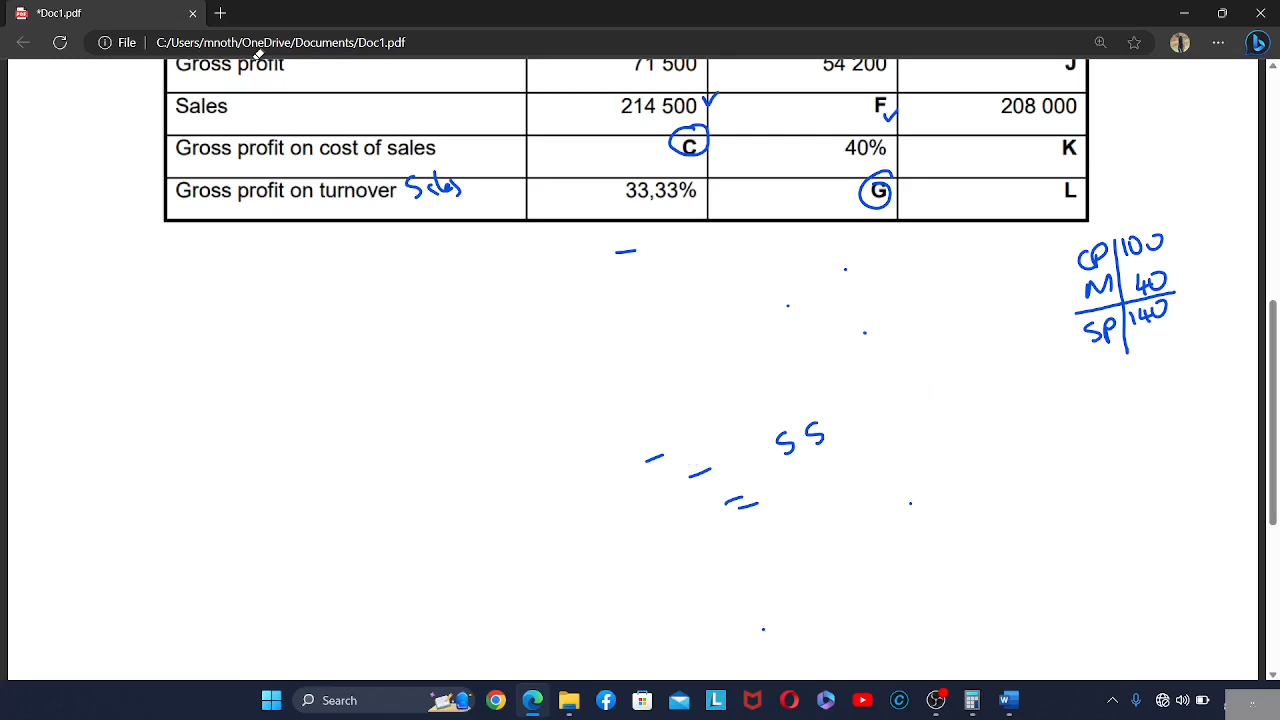 *Doc1.pdf
File C:/Users/mnoth/OneDrive/Documents/Doc1.pdf
Gross profit 71 500 54 200 J
Sales 214 500 F 208 000
Gross profit on cost of sales C 40% K
Gross profit on turnover Sales 33,33% G L
CP 100
M 40
SP 140
S S
Search